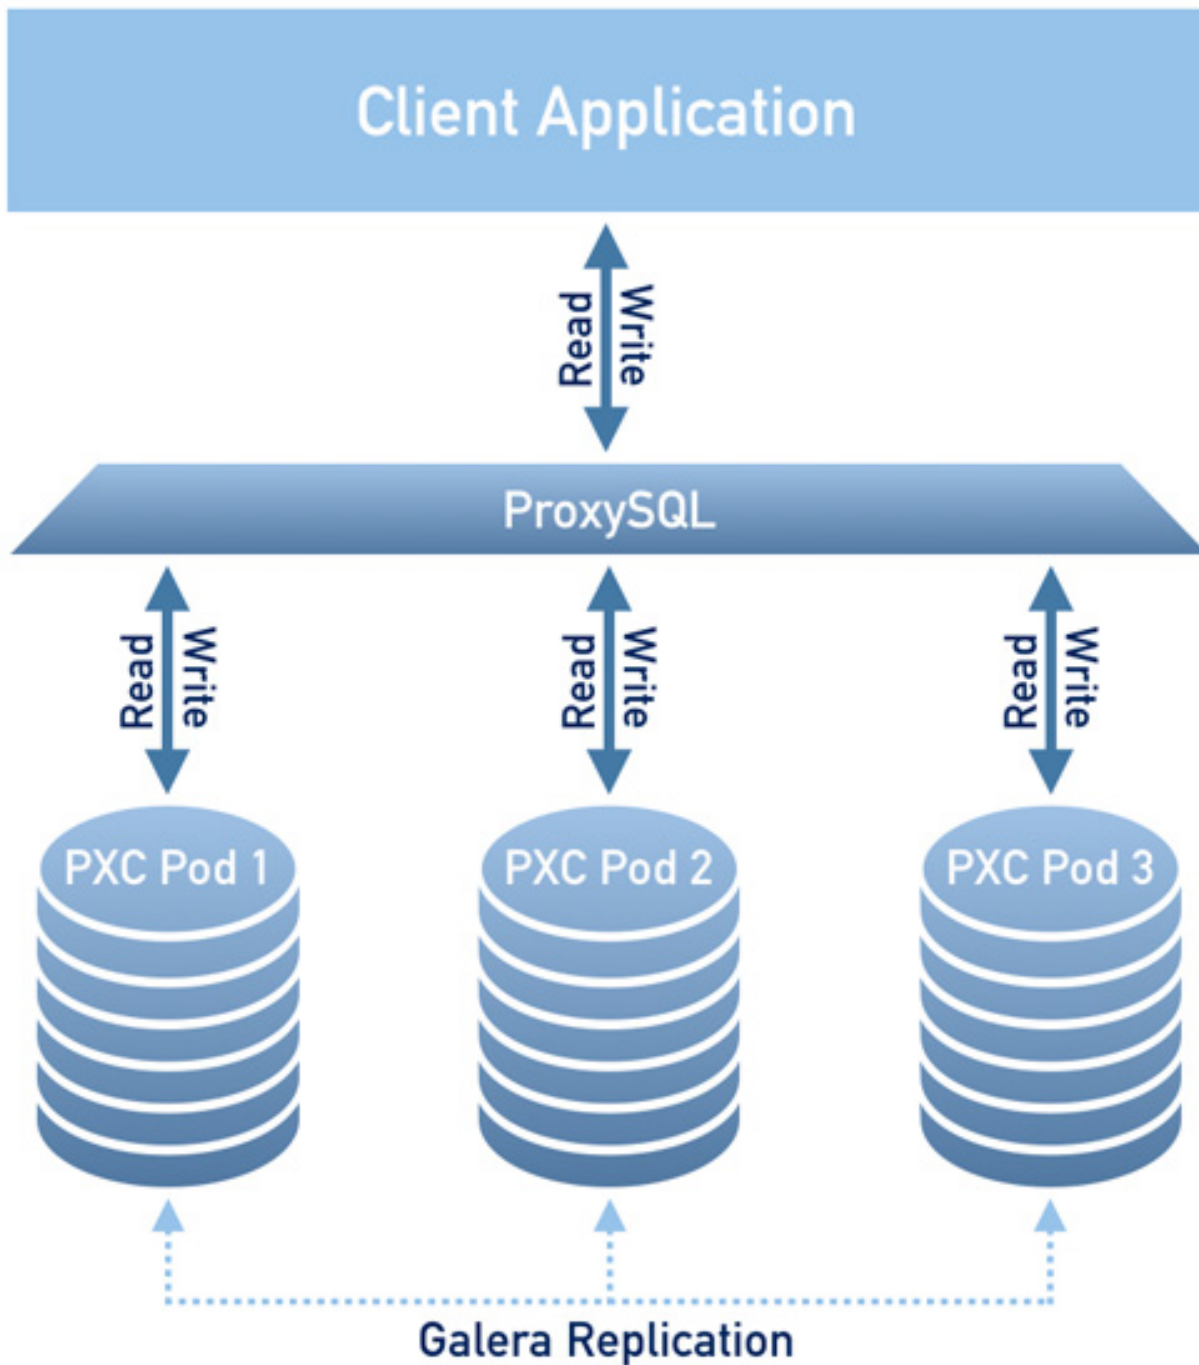 Client Application
Read
Write
ProxySQL
Read
Write
Read
Write
Read
Write
PXC Pod 1
PXC Pod 2
PXC Pod 3
Galera Replication